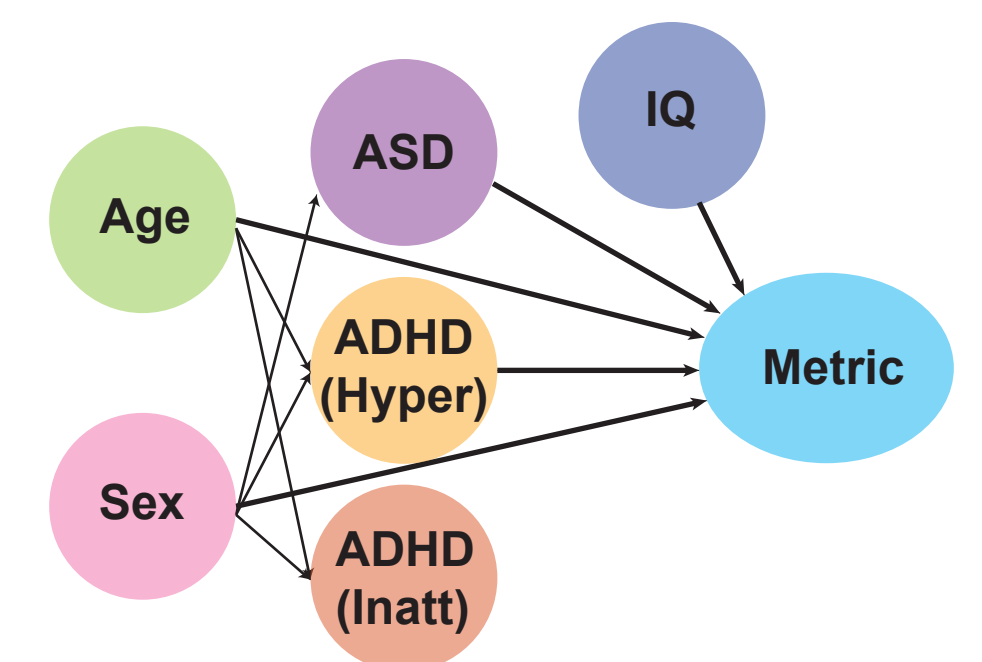 Age
Sex
ASD
ADHD
(Hyper)
ADHD
(Inatt)
IQ
Metric